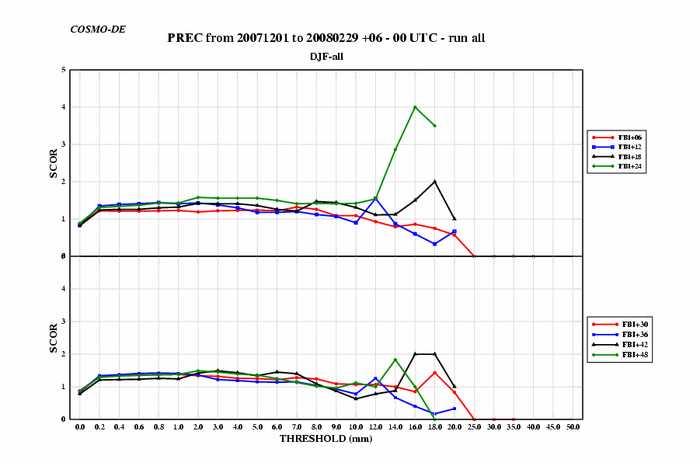 COSMO-DE
PREC from 20071201 to 20080229 +06 - 00 UTC - run all
DJF-all
5
4
3
2
1
SCOR
FBI+06
FBI+12
FBI+18
FBI+24
4
3
2
1
0
SCOR
FBI+30
FBI+36
FBI+42
FBI+48
0.0 0.2 0.4 0.6 0.8 1.0 2.0 3.0 4.0 5.0 6.0 7.0 8.0 9.0 10.0 12.0 14.0 16.0 18.0 20.0 25.0 30.0 35.0 40.0 45.0 50.0
THRESHOLD (mm)